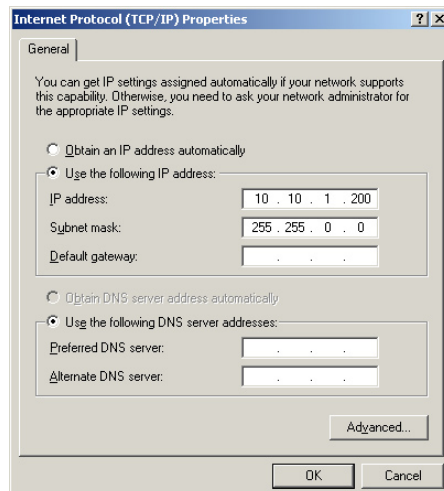 Internet Protocol (TCP/IP) Properties
General
You can get IP settings assigned automatically if your network supports
this capability. Otherwise, you need to ask your network administrator for
the appropriate IP settings.
Obtain an IP address automatically
Use the following IP address:
IP address: 10 . 10 . 1 . 200
Subnet mask: 255 . 255 . 0 . 0
Default gateway: . . .
Obtain DNS server address automatically
Use the following DNS server addresses:
Preferred DNS server: . . .
Alternate DNS server: . . .
Advanced...
OK Cancel